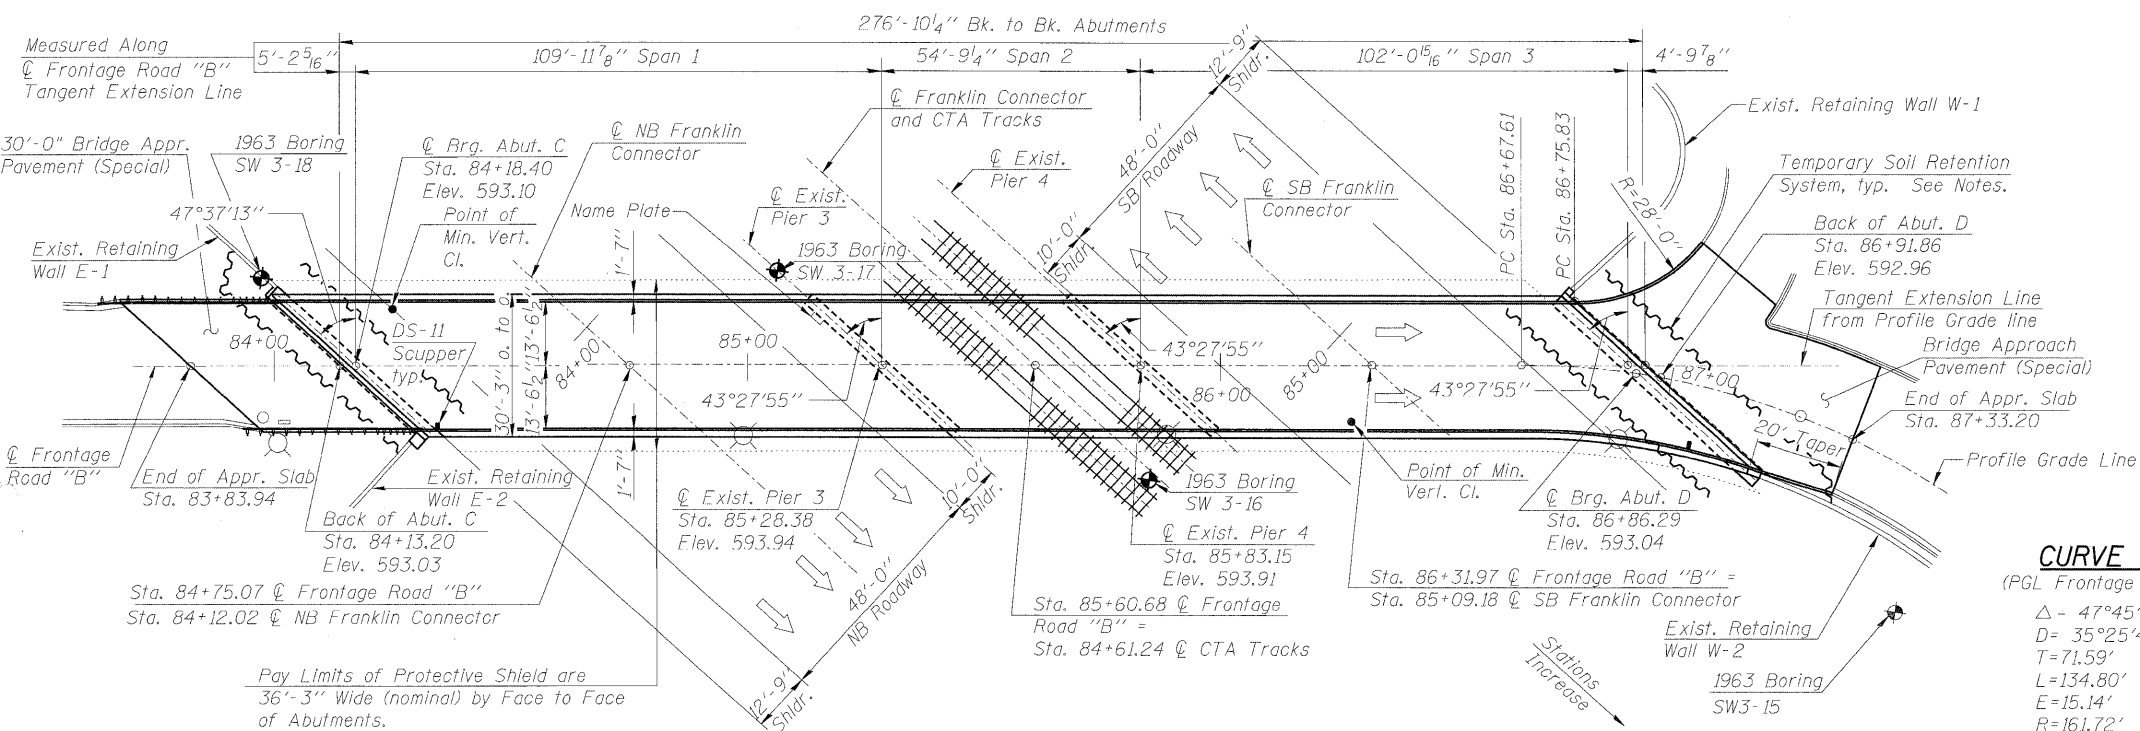 276'-10 1/4" Bk. to Bk. Abutments
Measured Along
℄ Frontage Road "B"
Tangent Extension Line
5'-2 5/16"
109'-11 7/8" Span 1
54'-9 1/4" Span 2
12'-9"
Shldr.
102'-0 15/16" Span 3
4'-9 7/8"
30'-0" Bridge Appr.
Pavement (Special)
1963 Boring
SW 3-18
℄ Brg. Abut. C
Sta. 84+18.40
Elev. 593.10
℄ NB Franklin
Connector
℄ Franklin Connector
and CTA Tracks
℄ Exist.
Pier 4
48'-0"
SB Roadway
℄ SB Franklin
Connector
PC Sta. 86+67.61
PC Sta. 86+75.83
R=28'-0"
Exist. Retaining Wall W-1
Temporary Soil Retention
System, typ. See Notes.
47°37'13"
Point of
Min. Vert.
Cl.
Name Plate
℄ Exist.
Pier 3
1963 Boring
SW 3-17
10'-0"
Shldr.
Back of Abut. D
Sta. 86+91.86
Elev. 592.96
Exist. Retaining
Wall E-1
1'-7"
Tangent Extension Line
from Profile Grade line
84+00
DS-11
Scupper
typ.
30'-3" o. to o.
13'-6 1/2"
13'-6 1/2"
84+00
85+00
43°27'55"
43°27'55"
86+00
85+00
43°27'55"
87+00
Bridge Approach
Pavement (Special)
End of Appr. Slab
Sta. 87+33.20
20' Taper
Profile Grade Line
℄ Frontage
Road "B"
End of Appr. Slab
Sta. 83+83.94
Exist. Retaining
Wall E-2
1'-7"
Back of Abut. C
Sta. 84+13.20
Elev. 593.03
℄ Exist. Pier 3
Sta. 85+28.38
Elev. 593.94
10'-0"
Shldr.
1963 Boring
SW 3-16
Point of Min.
Vert. Cl.
℄ Brg. Abut. D
Sta. 86+86.29
Elev. 593.04
℄ Exist. Pier 4
Sta. 85+83.15
Elev. 593.91
Sta. 84+75.07 ℄ Frontage Road "B"
Sta. 84+12.02 ℄ NB Franklin Connector
48'-0"
NB Roadway
Sta. 85+60.68 ℄ Frontage
Road "B" =
Sta. 84+61.24 ℄ CTA Tracks
Sta. 86+31.97 ℄ Frontage Road "B" =
Sta. 85+09.18 ℄ SB Franklin Connector
Exist. Retaining
Wall W-2
1963 Boring
SW3-15
Stations
Increase
Pay Limits of Protective Shield are
36'-3" Wide (nominal) by Face to Face
of Abutments.
12'-9"
Shldr.
CURVE
(PGL Frontage
Δ - 47°45'
D= 35°25'4
T=71.59'
L=134.80'
E=15.14'
R=161.72'